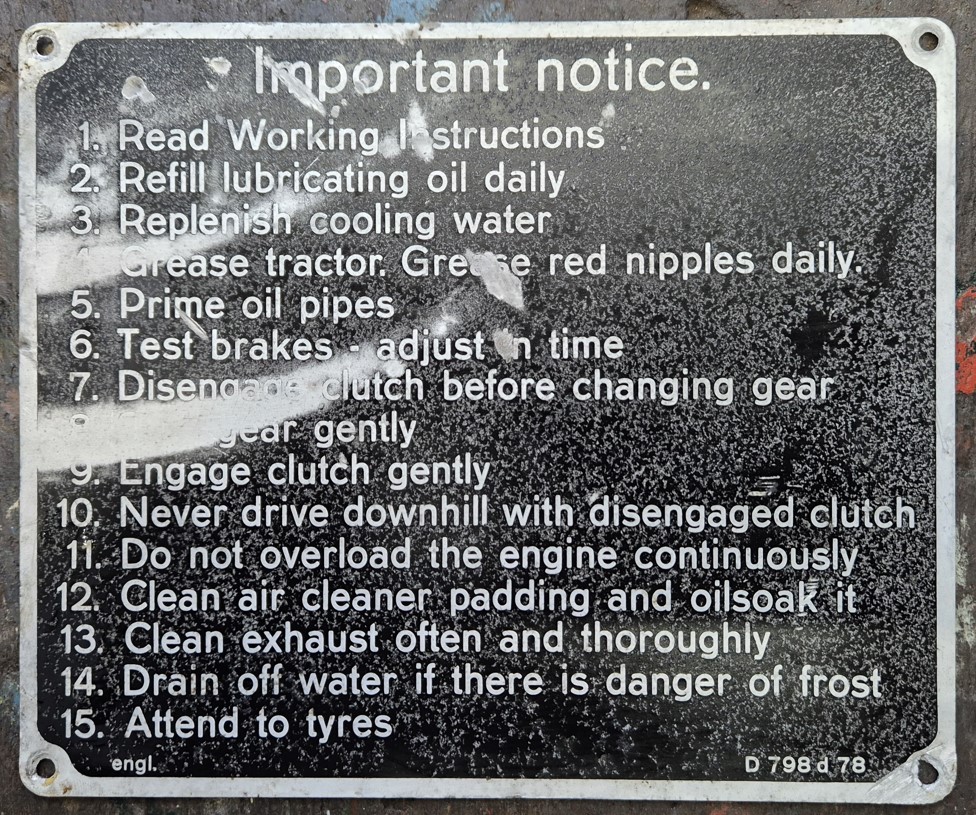 Important notice.
1. Read Working Instructions
2. Refill lubricating oil daily
3. Replenish cooling water
4. Grease tractor. Grease red nipples daily.
5. Prime oil pipes
6. Test brakes - adjust in time
7. Disengage clutch before changing gear
8. gear gently
9. Engage clutch gently
10. Never drive downhill with disengaged clutch
11. Do not overload the engine continuously
12. Clean air cleaner padding and oilsoak it
13. Clean exhaust often and thoroughly
14. Drain off water if there is danger of frost
15. Attend to tyres
engl. D 798 d 78